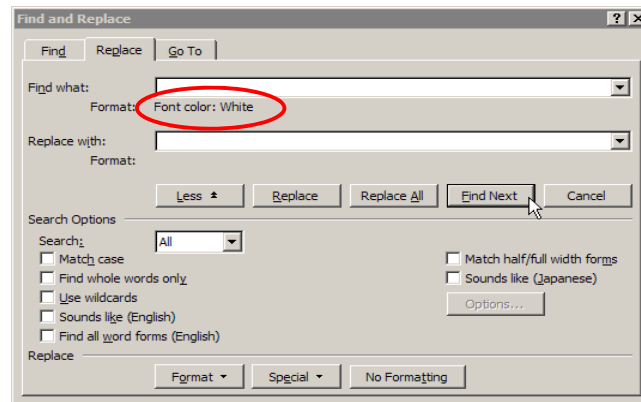 Find and Replace
Find Replace Go To
Find what:
Format: Font color: White
Replace with:
Format:
Less Replace Replace All Find Next Cancel
Search Options
Search: All
Match case Match half/full width forms
Find whole words only Sounds like (Japanese)
Use wildcards Options...
Sounds like (English)
Find all word forms (English)
Replace
Format Special No Formatting